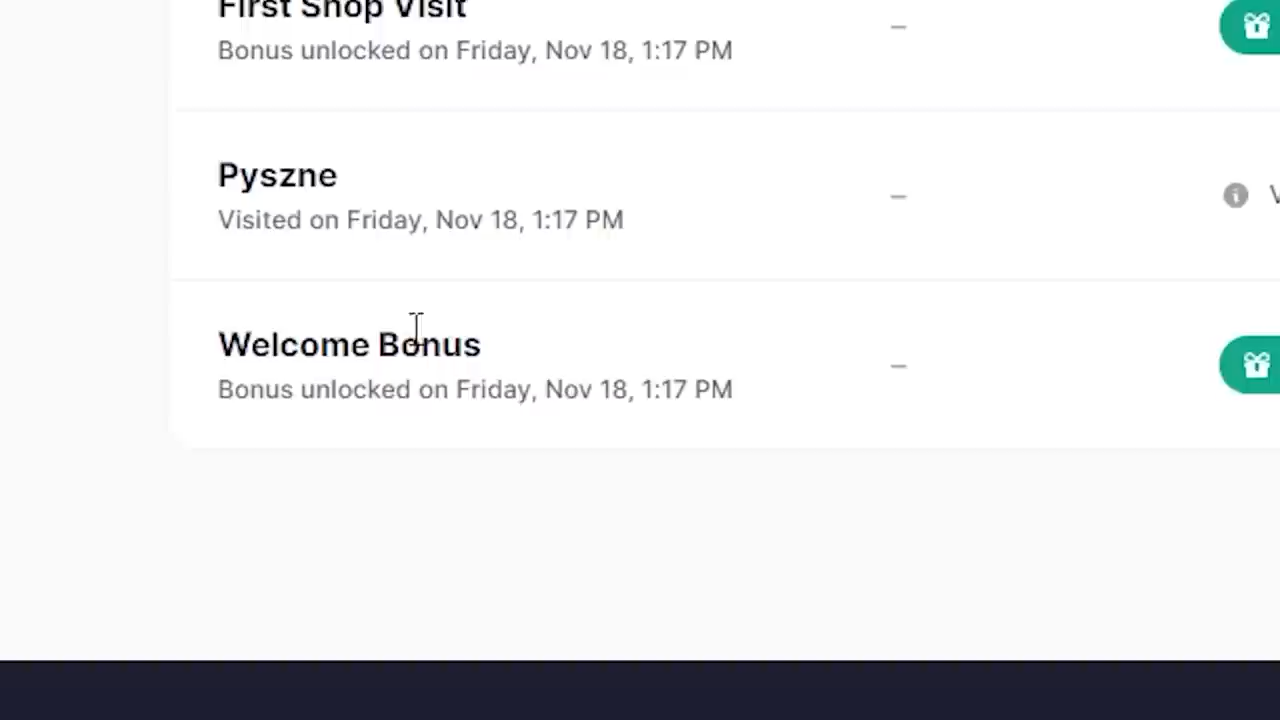 First Shop Visit
Bonus unlocked on Friday, Nov 18, 1:17 PM
–
Pyszne
Visited on Friday, Nov 18, 1:17 PM
–
Welcome Bonus
Bonus unlocked on Friday, Nov 18, 1:17 PM
–